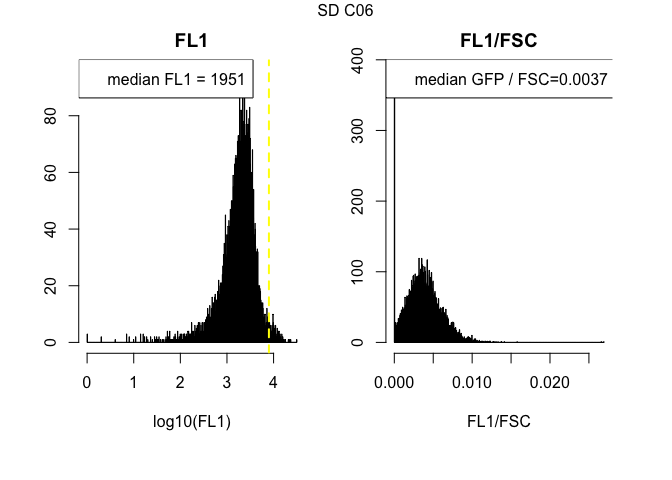 SD C06
FL1
median FL1 = 1951
80
60
40
20
0
0 1 2 3 4
log10(FL1)
FL1/FSC
median GFP / FSC=0.0037
400
300
200
100
0
0.000 0.010 0.020
FL1/FSC